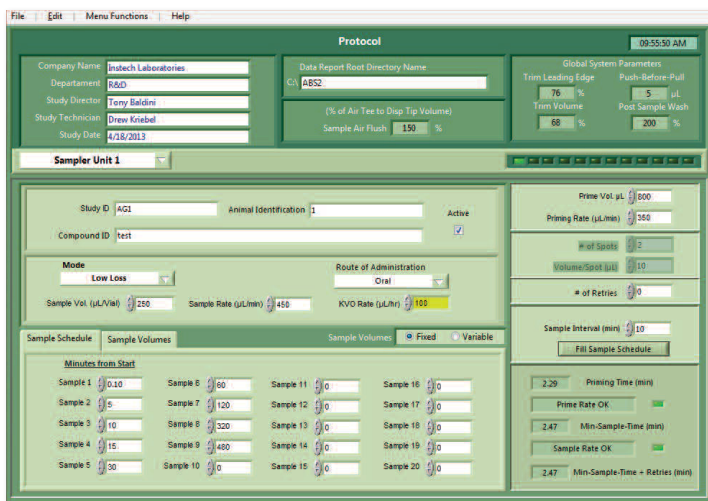 File Edit Menu Functions Help
Protocol
09:55:50 AM
Company Name Instech Laboratories
Departament R&D
Study Director Tony Baldini
Study Technician Drew Kriebel
Study Date 4/18/2013
Data Report Root Directory Name
C:\ ABS2
(% of Air Tee to Disp Tip Volume)
Sample Air Flush 150 %
Global System Parameters
Trim Leading Edge Push-Before-Pull
76 % 5 uL
Trim Volume Post Sample Wash
68 % 200 %
Sampler Unit 1
Study ID AG1 Animal Identification 1 Active
Compound ID test
Mode
Low Loss
Route of Administration
Oral
Sample Vol. (µL/Vial) 250 Sample Rate (µL/min) 450 KVO Rate (µL/hr) 100
Sample Schedule Sample Volumes Sample Volumes Fixed Variable
Minutes from Start
Sample 1 0.10 Sample 6 60 Sample 11 0 Sample 16 0
Sample 2 5 Sample 7 120 Sample 12 0 Sample 17 0
Sample 3 10 Sample 8 320 Sample 13 0 Sample 18 0
Sample 4 15 Sample 9 480 Sample 14 0 Sample 19 0
Sample 5 30 Sample 10 0 Sample 15 0 Sample 20 0
Prime Vol. µL 800
Priming Rate (µL/min) 350
# of Spots 2
Volume/Spot (µL) 10
# of Retries 0
Sample Interval (min) 10
Fill Sample Schedule
2.29 Priming Time (min)
Prime Rate OK
2.47 Min-Sample-Time (min)
Sample Rate OK
2.47 Min-Sample-Time + Retries (min)